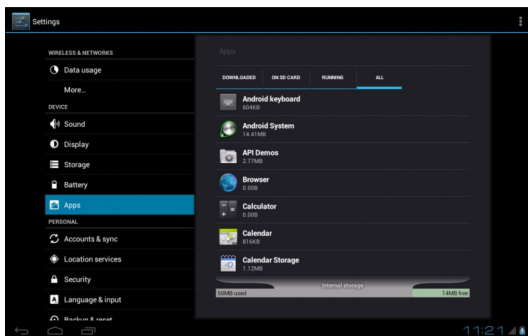 Settings
WIRELESS & NETWORKS
Data usage
More...
DEVICE
Sound
Display
Storage
Battery
Apps
PERSONAL
Accounts & sync
Location services
Security
Language & input
Backup & reset
Apps
DOWNLOADED ON SD CARD RUNNING ALL
Android keyboard
604KB
Android System
14.41MB
API Demos
2.77MB
Browser
0.00B
Calculator
0.00B
Calendar
816KB
Calendar Storage
1.12MB
Internal storage
50MB used 14MB free
11:21